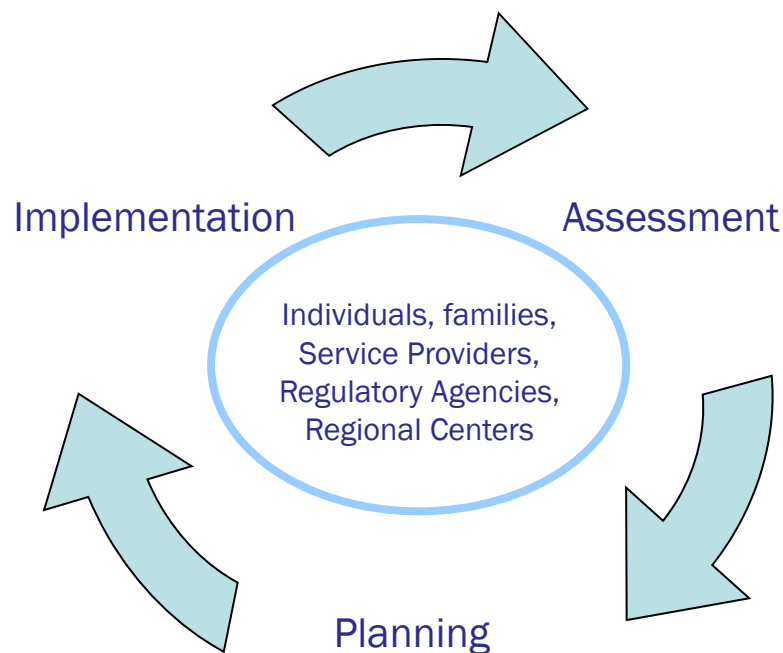 Implementation
Assessment
Individuals, families,
Service Providers,
Regulatory Agencies,
Regional Centers
Planning